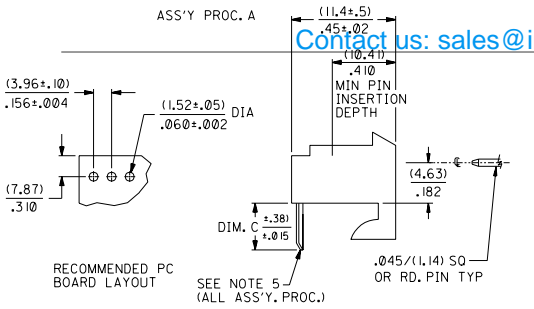 ASS'Y PROC. A
(11.4±.5)
.45±.02
Contact us: sales@i
(10.41)
.410
MIN PIN
INSERTION
DEPTH
(3.96±.10)
.156±.004
(1.52±.05)
.060±.002 DIA
(7.87)
.310
(4.63)
.182
DIM. C ±.38)
±.015
RECOMMENDED PC
BOARD LAYOUT
SEE NOTE 5
(ALL ASS'Y. PROC.)
.045/(1.14) SQ
OR RD. PIN TYP